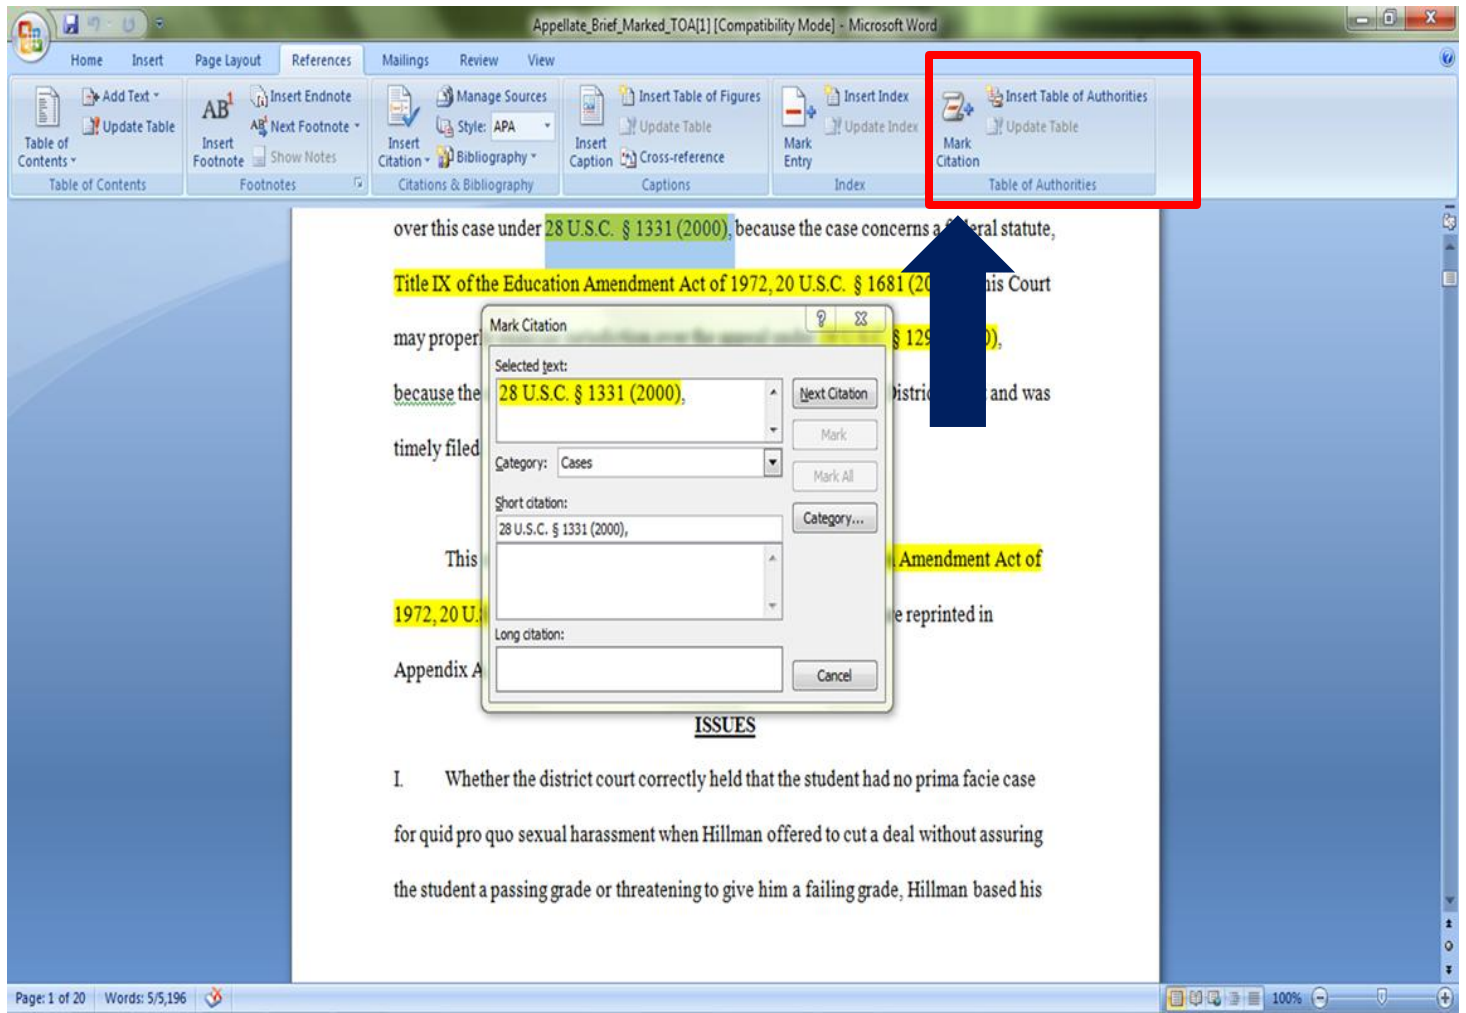 Appellate_Brief_Marked_TOA[1] [Compatibility Mode] - Microsoft Word
Home Insert Page Layout References Mailings Review View
Table of Contents
Add Text
Update Table
Table of Contents
AB1
Insert Footnote
Insert Endnote
AB1 Next Footnote
Show Notes
Footnotes
Insert Citation
Manage Sources
Style: APA
Bibliography
Citations & Bibliography
Insert Caption
Insert Table of Figures
Update Table
Cross-reference
Captions
Mark Entry
Insert Index
Update Index
Index
Mark Citation
Insert Table of Authorities
Update Table
Table of Authorities
over this case under 28 U.S.C. § 1331 (2000), because the case concerns a eral statute,
Title IX of the Education Amendment Act of 1972, 20 U.S.C. § 1681 (20 his Court
may properl § 129 0),
because the Distric and was
timely filed
This Amendment Act of
1972, 20 U.S e reprinted in
Appendix A
Mark Citation
Selected text:
28 U.S.C. § 1331 (2000),
Next Citation
Mark
Category: Cases
Mark All
Short citation:
28 U.S.C. § 1331 (2000),
Category...
Long citation:
Cancel
ISSUES
I. Whether the district court correctly held that the student had no prima facie case
for quid pro quo sexual harassment when Hillman offered to cut a deal without assuring
the student a passing grade or threatening to give him a failing grade, Hillman based his
Page: 1 of 20 Words: 5/5,196 100%